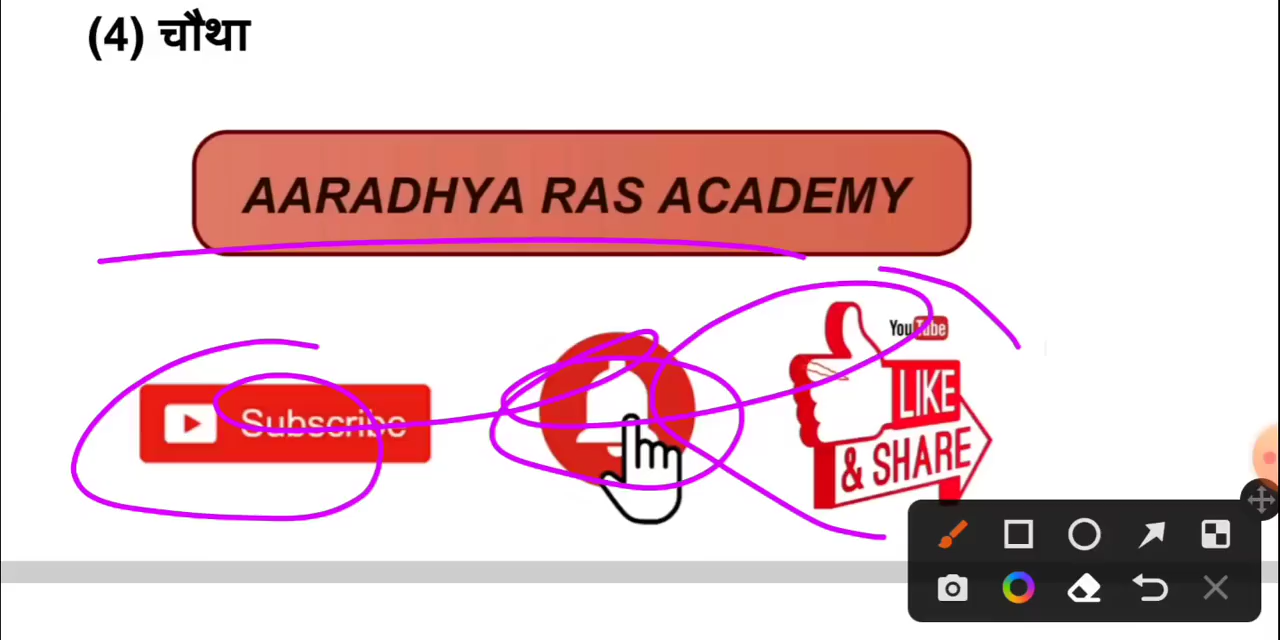 (4) चौथा
AARADHYA RAS ACADEMY
YouTube
Subscribe
LIKE
& SHARE